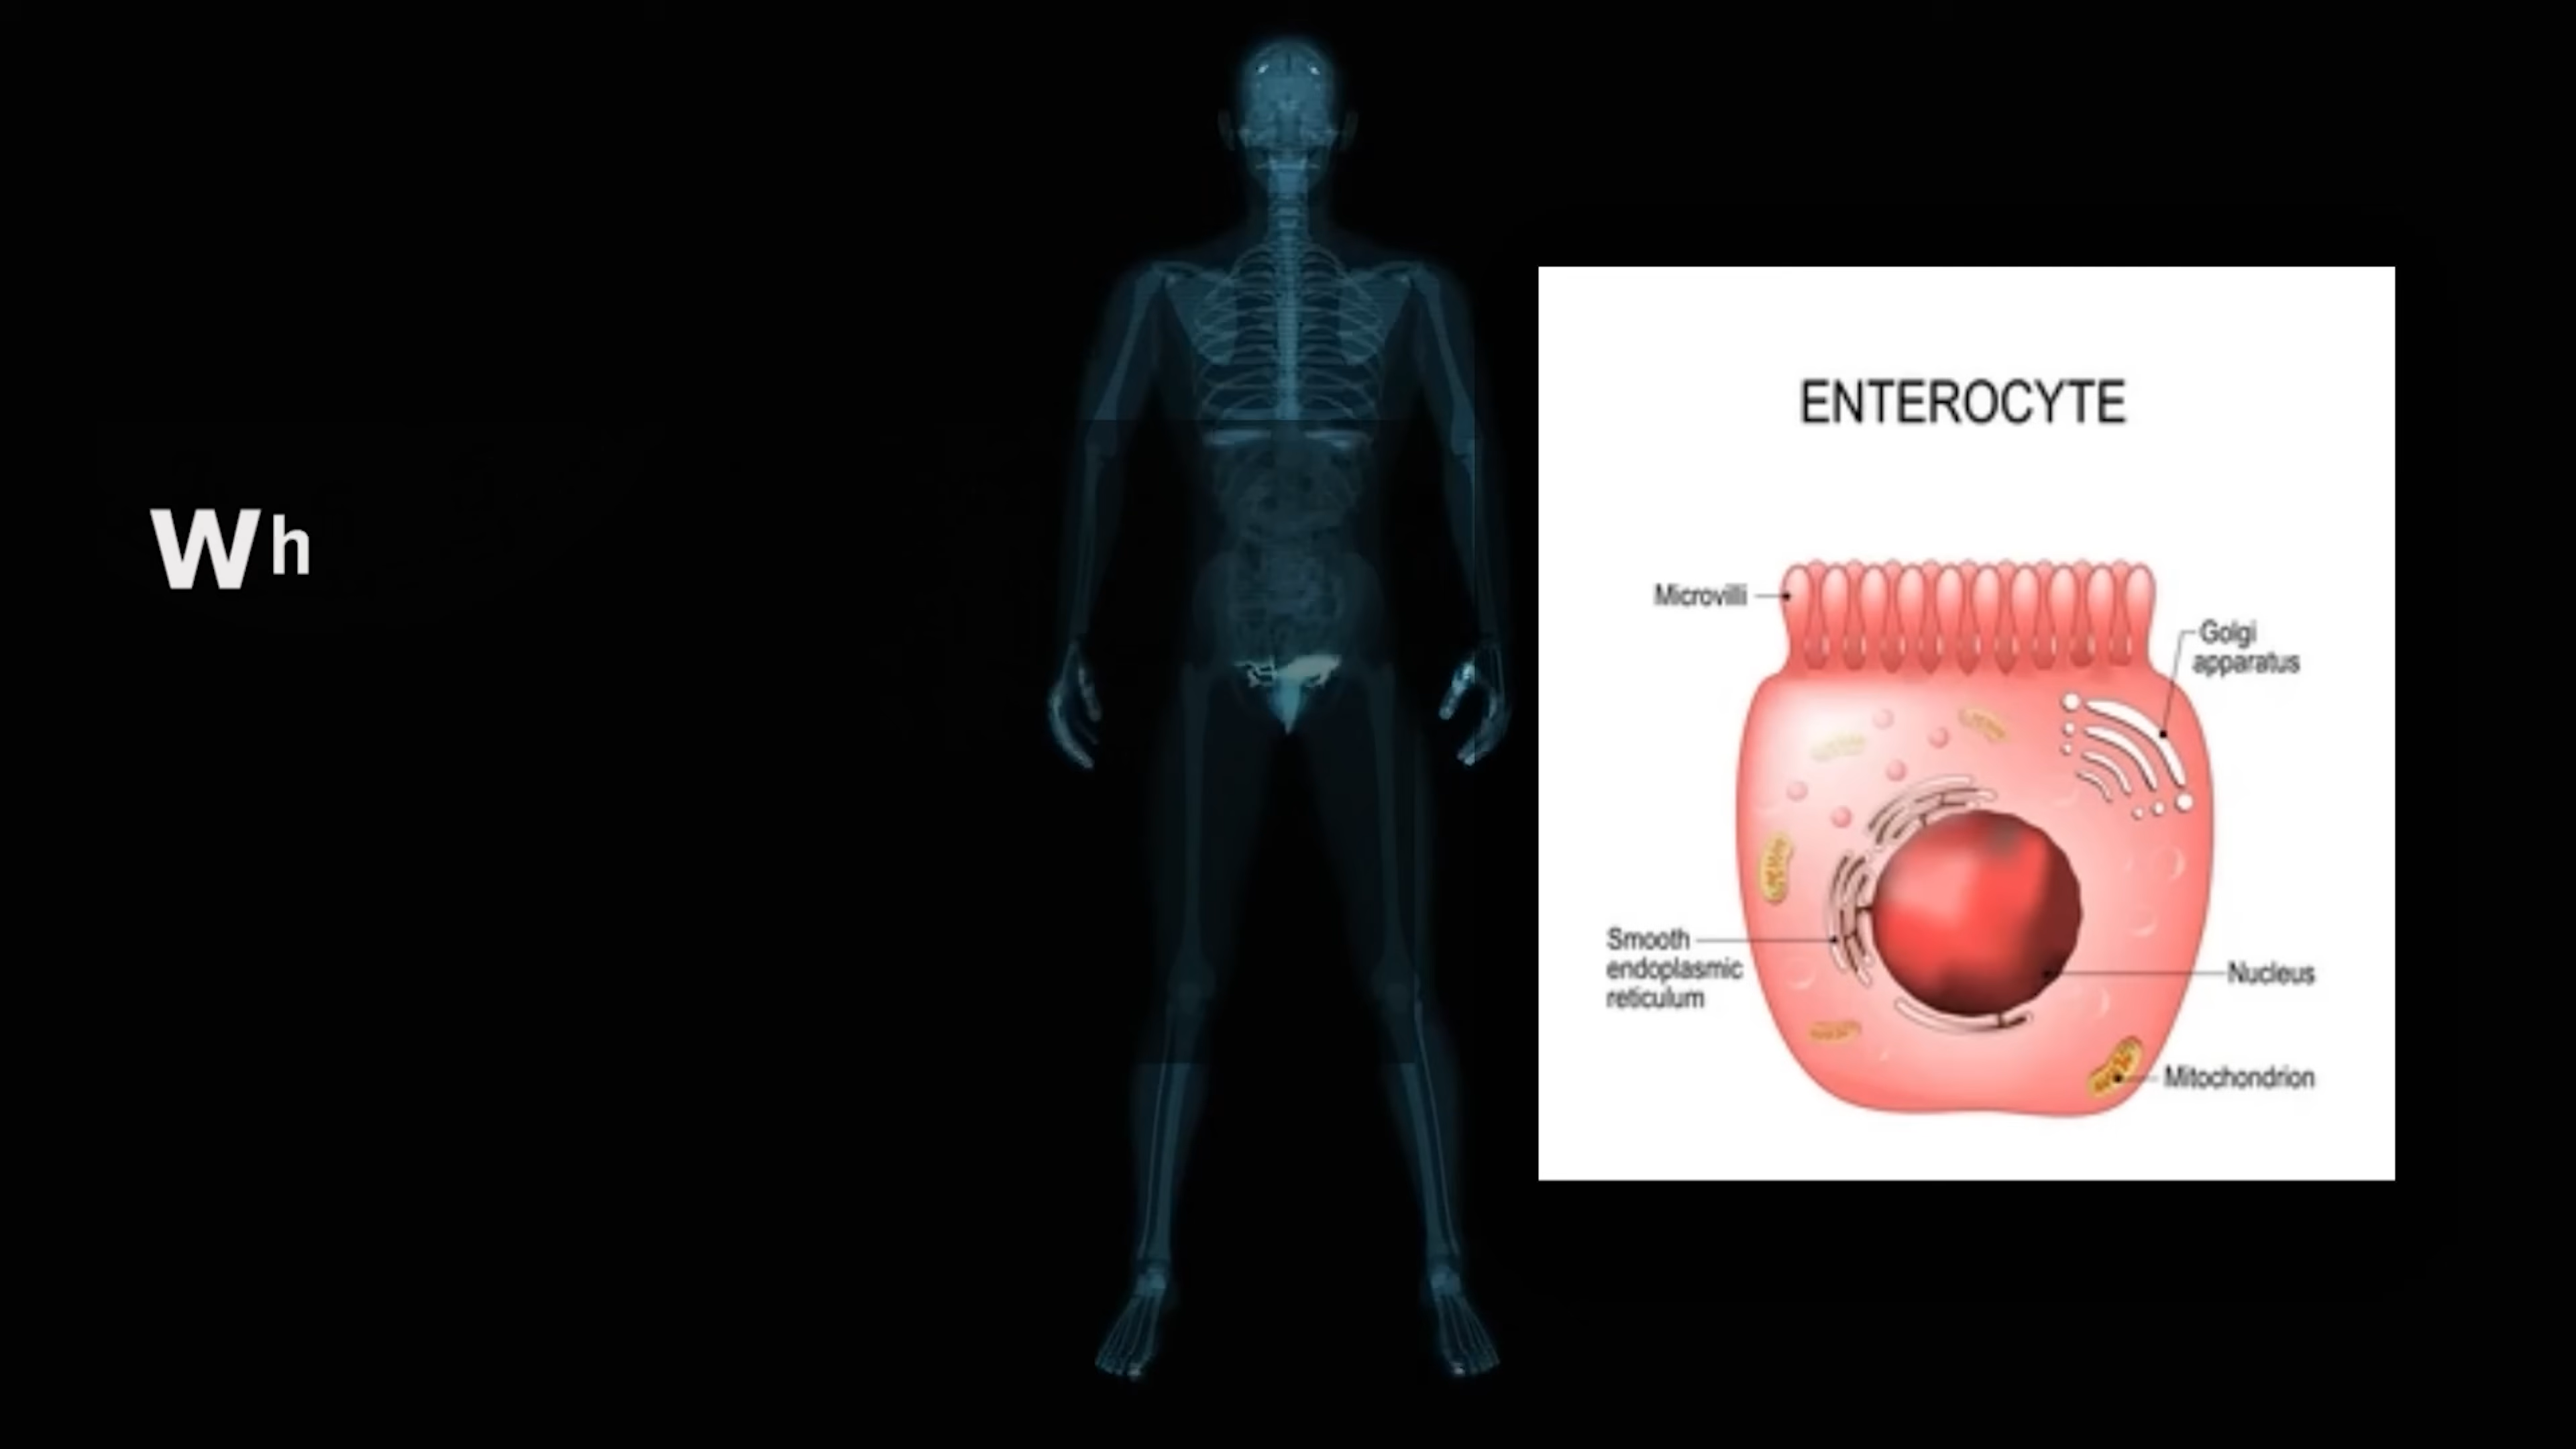 Wh
ENTEROCYTE
Microvilli
Golgi
apparatus
Smooth
endoplasmic
reticulum
Nucleus
Mitochondrion